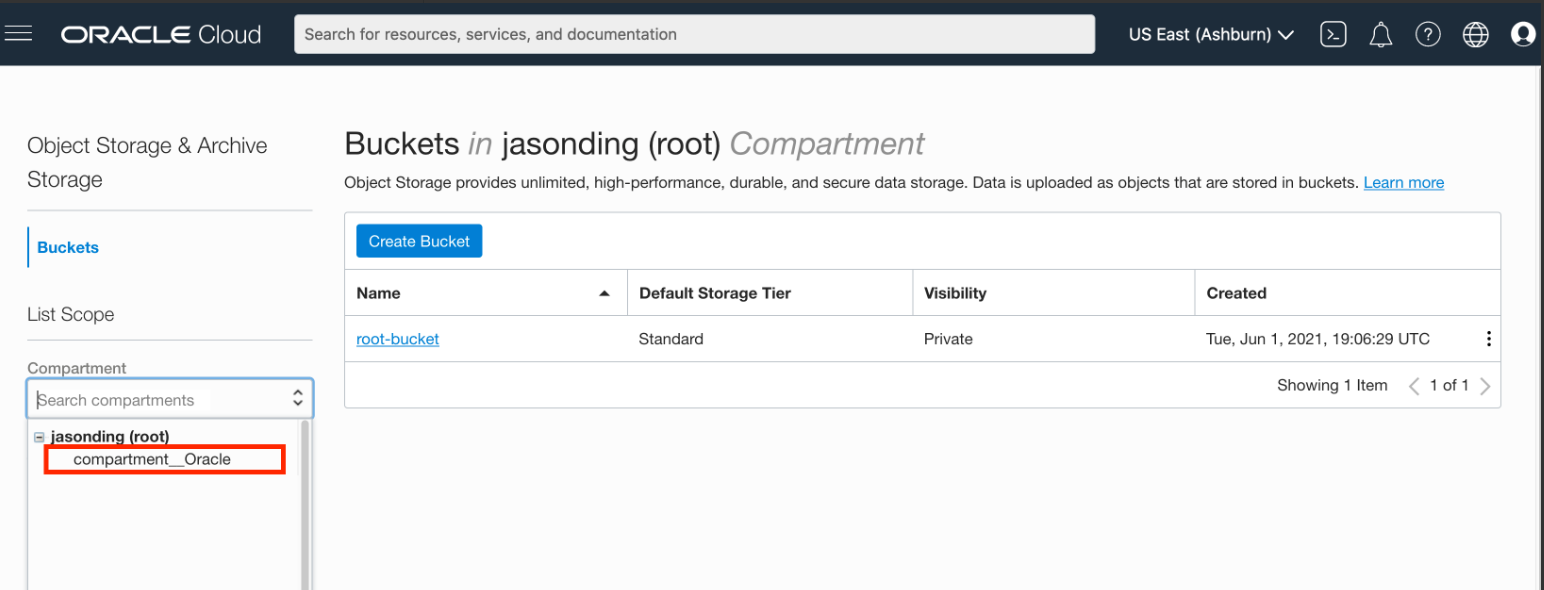 ORACLE Cloud
Search for resources, services, and documentation
US East (Ashburn)
Object Storage & Archive
Storage
Buckets
List Scope
Compartment
Search compartments
jasonding (root)
compartment__Oracle
Buckets in jasonding (root) Compartment
Object Storage provides unlimited, high-performance, durable, and secure data storage. Data is uploaded as objects that are stored in buckets. Learn more
Create Bucket
Name Default Storage Tier Visibility Created
root-bucket Standard Private Tue, Jun 1, 2021, 19:06:29 UTC
Showing 1 Item < 1 of 1 >